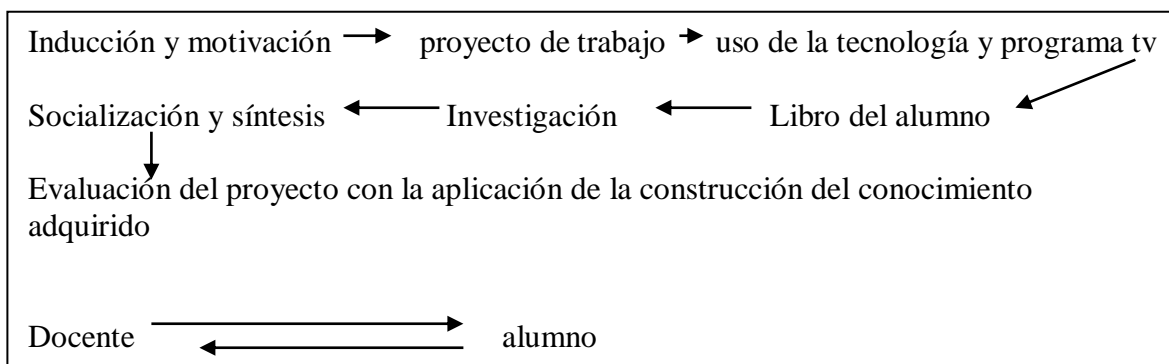 Inducción y motivación proyecto de trabajo uso de la tecnología y programa tv
Socialización y síntesis Investigación Libro del alumno
Evaluación del proyecto con la aplicación de la construcción del conocimiento
adquirido
Docente alumno